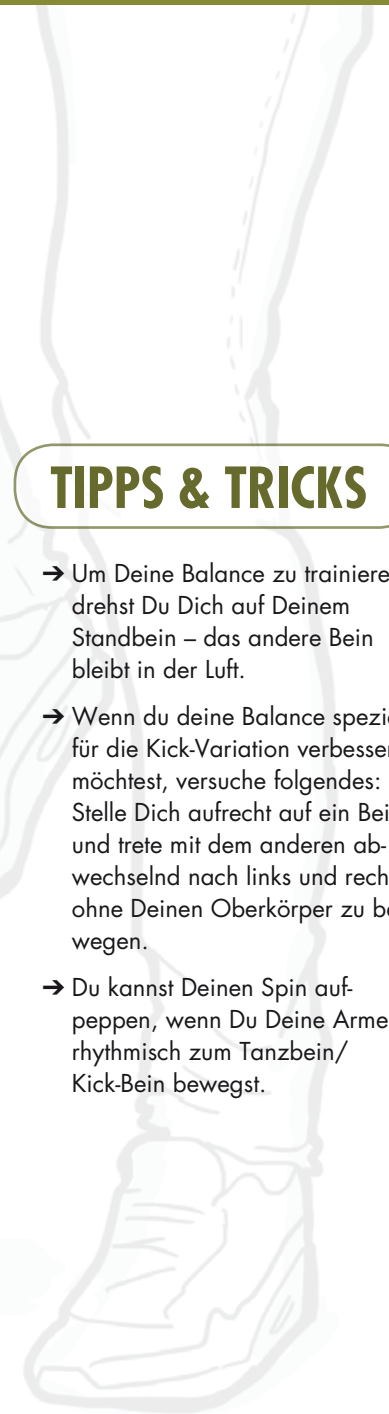 TIPPS & TRICKS
➔ Um Deine Balance zu trainiere
drehst Du Dich auf Deinem
Standbein – das andere Bein
bleibt in der Luft.
➔ Wenn du deine Balance spezi
für die Kick-Variation verbesser
möchtest, versuche folgendes:
Stelle Dich aufrecht auf ein Bei
und trete mit dem anderen ab-
wechselnd nach links und rech
ohne Deinen Oberkörper zu be
wegen.
➔ Du kannst Deinen Spin auf-
peppen, wenn Du Deine Arme
rhythmisch zum Tanzbein/
Kick-Bein bewegst.